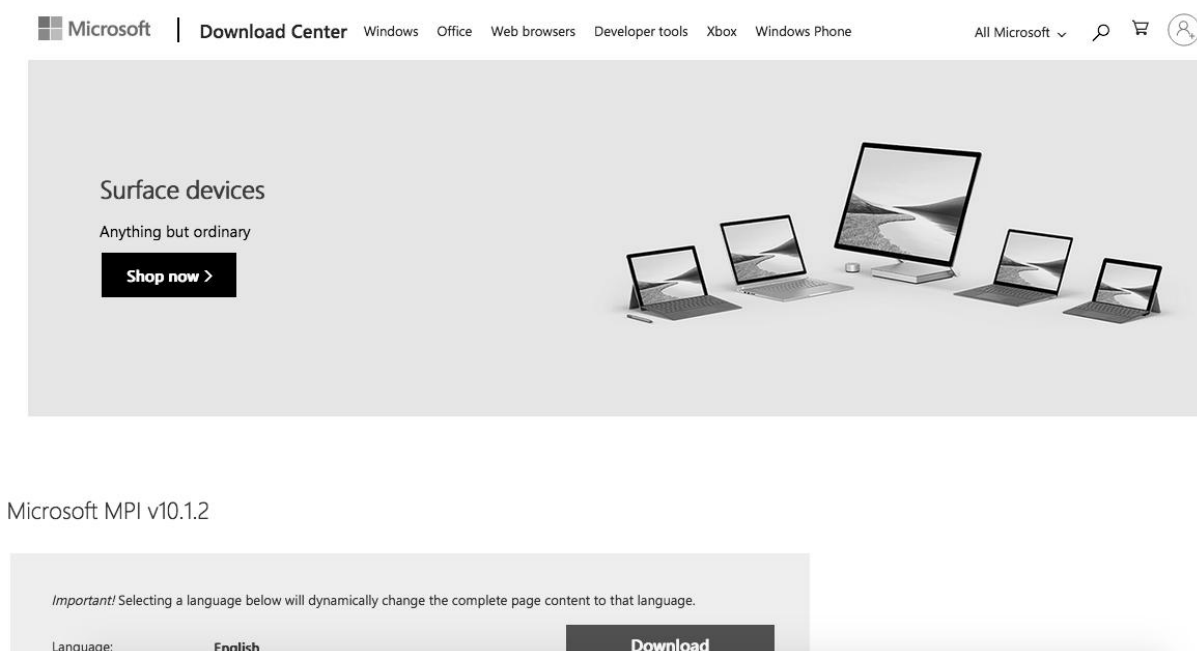 Microsoft | Download Center Windows Office Web browsers Developer tools Xbox Windows Phone All Microsoft
Surface devices
Anything but ordinary
Shop now >
Microsoft MPI v10.1.2
Important! Selecting a language below will dynamically change the complete page content to that language.
Language: English Download